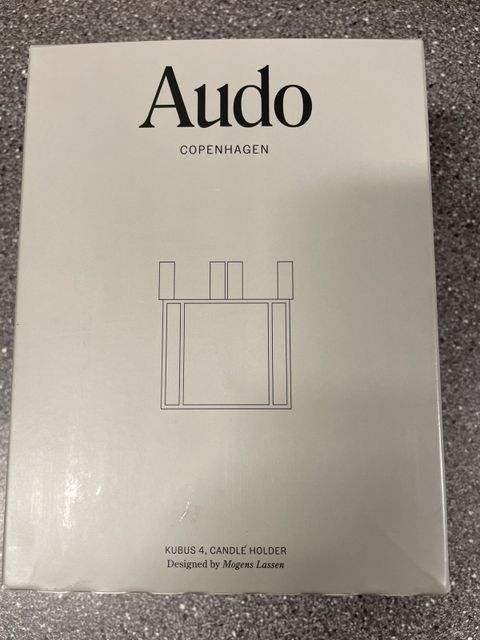 Audo
COPENHAGEN
KUBUS 4, CANDLE HOLDER
Designed by Mogens Lassen